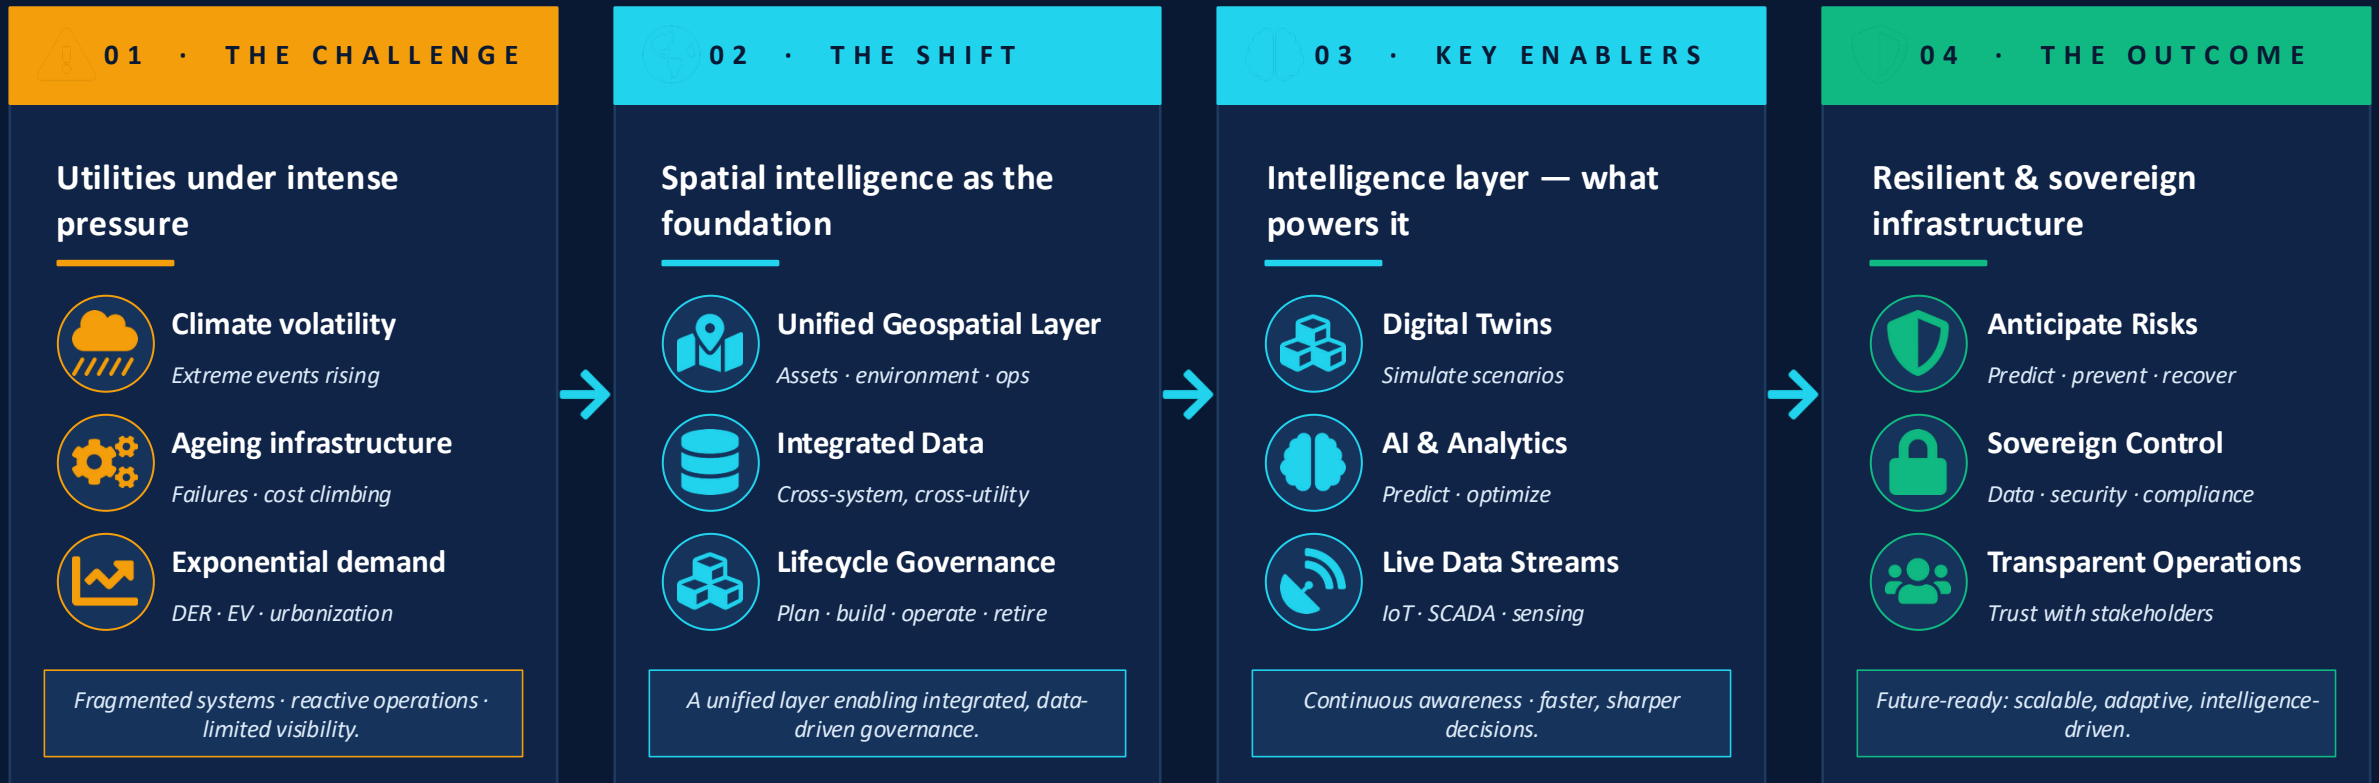 01 · THE CHALLENGE
Utilities under intense
pressure
Climate volatility
Extreme events rising
Ageing infrastructure
Failures · cost climbing
Exponential demand
DER · EV · urbanization
Fragmented systems · reactive operations ·
limited visibility.
02 · THE SHIFT
Spatial intelligence as the
foundation
Unified Geospatial Layer
Assets · environment · ops
Integrated Data
Cross-system, cross-utility
Lifecycle Governance
Plan · build · operate · retire
A unified layer enabling integrated, data-
driven governance.
03 · KEY ENABLERS
Intelligence layer — what
powers it
Digital Twins
Simulate scenarios
AI & Analytics
Predict · optimize
Live Data Streams
IoT · SCADA · sensing
Continuous awareness · faster, sharper
decisions.
04 · THE OUTCOME
Resilient & sovereign
infrastructure
Anticipate Risks
Predict · prevent · recover
Sovereign Control
Data · security · compliance
Transparent Operations
Trust with stakeholders
Future-ready: scalable, adaptive, intelligence-
driven.